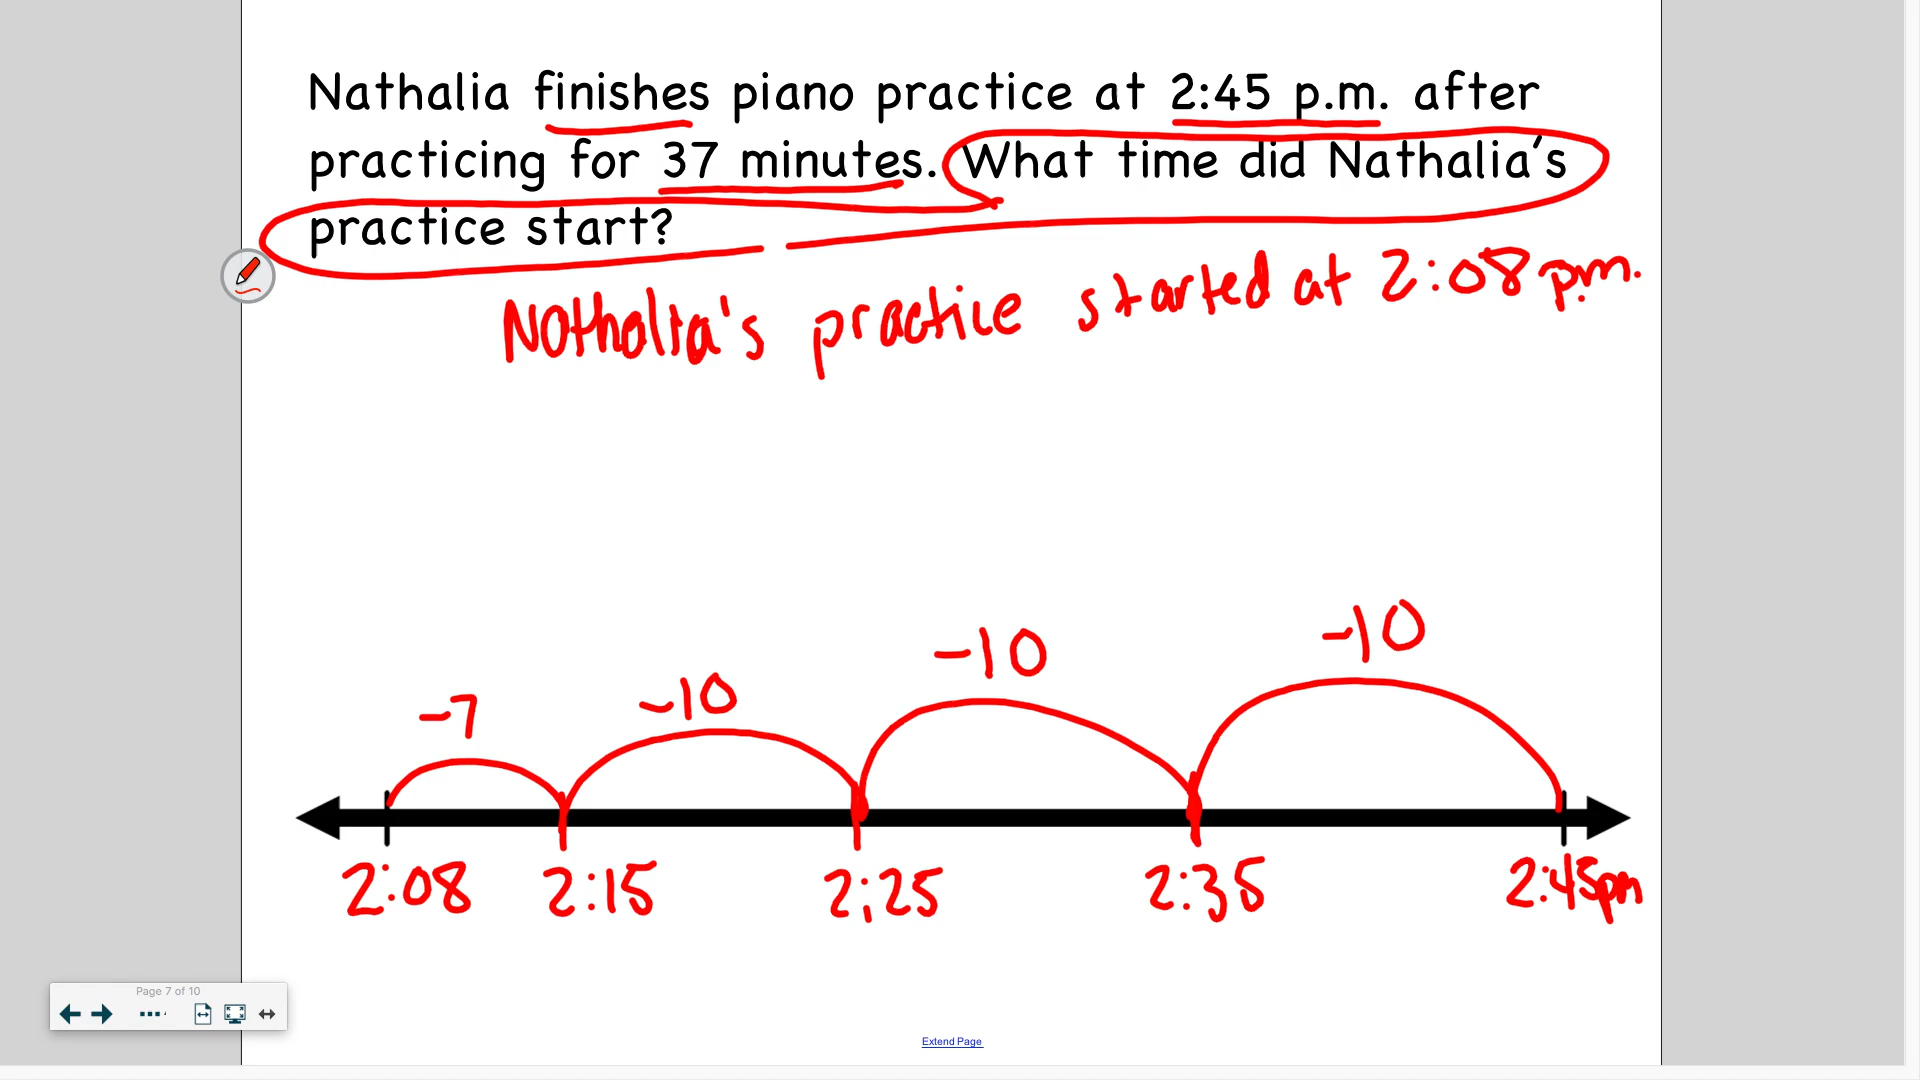 Nathalia finishes piano practice at 2:45 p.m. after
practicing for 37 minutes. What time did Nathalia's
practice start?
Nathalia's practice started at 2:08 p.m.
-7 -10 -10 -10
2:08 2:15 2:25 2:35 2:45pm
Page 7 of 10
Extend Page